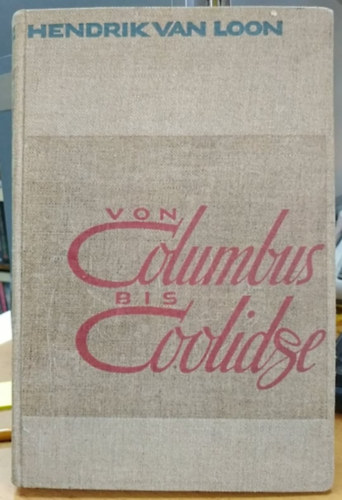 HENDRIK VAN LOON
VON
Columbus
BIS
Coolidge